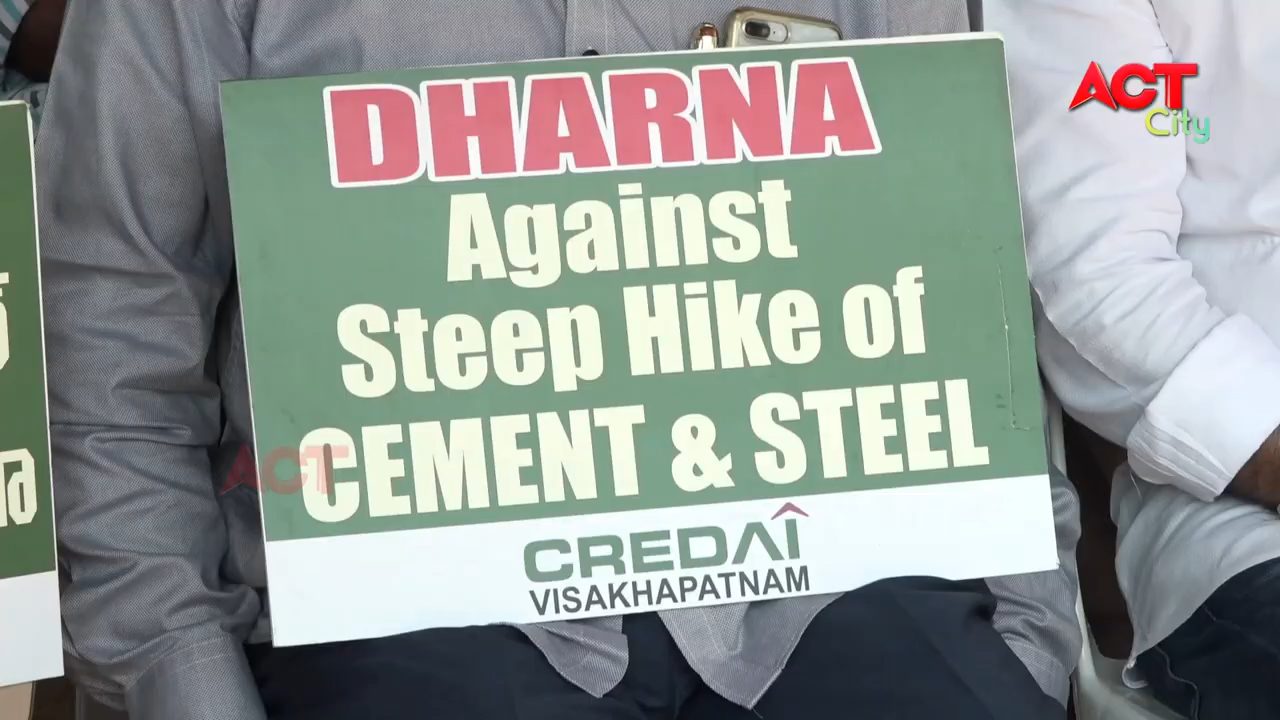 DHARNA
Against
Steep Hike of
CEMENT & STEEL
CREDAI
VISAKHAPATNAM
ACT
City
ACT